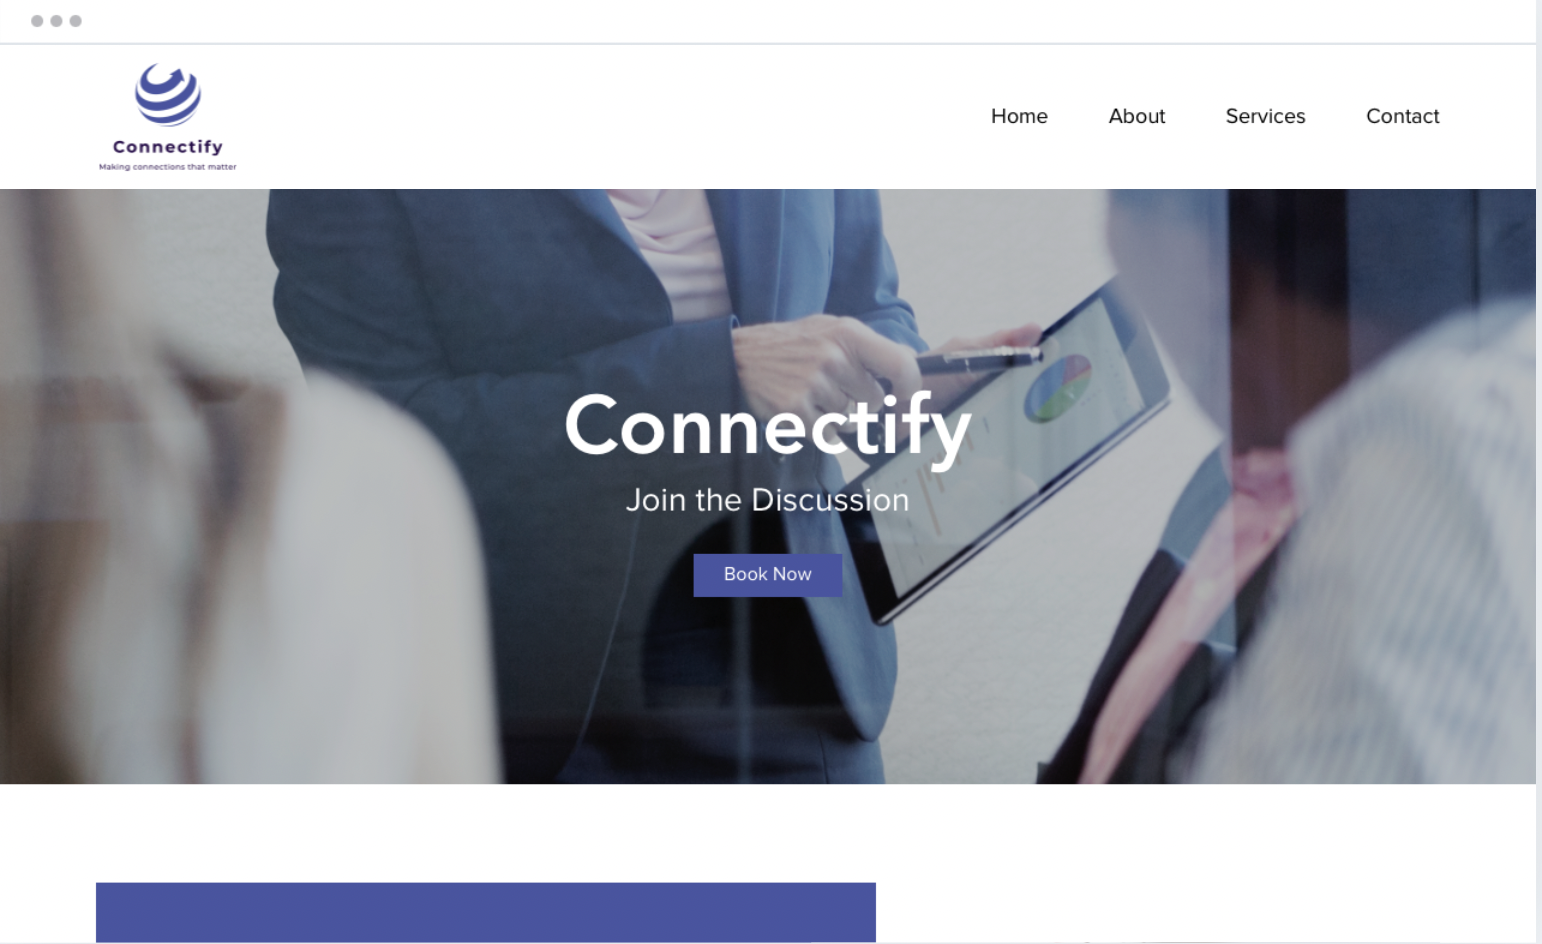 Connectify
Making connections that matter
Home About Services Contact
Connectify
Join the Discussion
Book Now